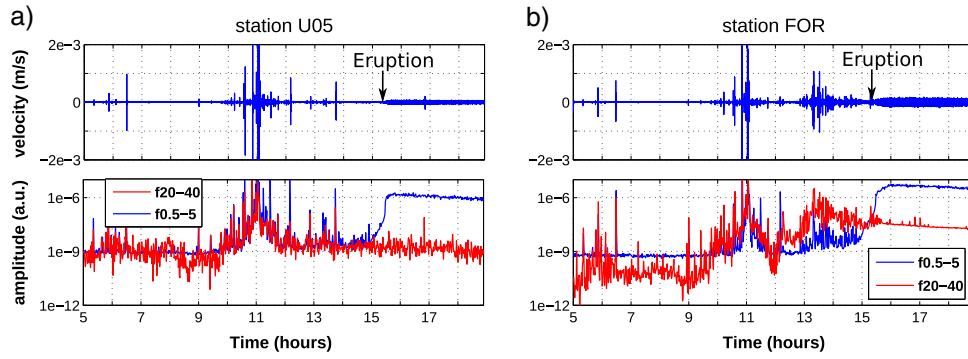 a)
station U05
2e−3
0
−2e−3
velocity (m/s)
Eruption
1e−6
1e−9
1e−12
amplitude (a.u.)
f20−40
f0.5−5
5 7 9 11 13 15 17
Time (hours)
b)
station FOR
2e−3
0
−2e−3
velocity (m/s)
Eruption
1e−6
1e−9
1e−12
amplitude (a.u.)
f0.5−5
f20−40
5 7 9 11 13 15 17
Time (hours)